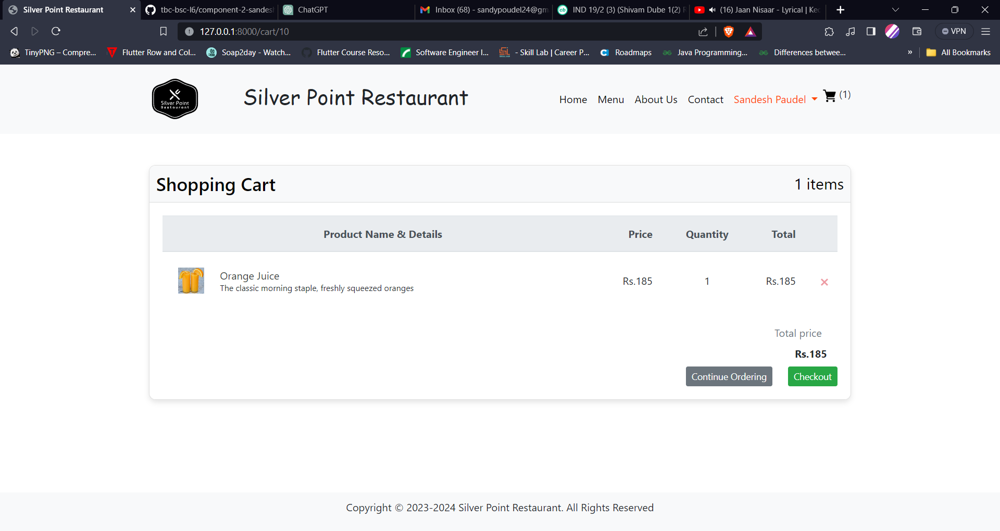 Silver Point Restaurant
tbc-bsc-l6/component-2-sandes
ChatGPT
Inbox (68) - sandypoudel24@gm
IND 19/2 (3) (Shivam Dube 1(2) R
(16) Jaan Nisaar - Lyrical | Kec
127.0.0.1:8000/cart/10
VPN
TinyPNG – Compre...
Flutter Row and Col...
Soap2day - Watch...
Flutter Course Reso...
Software Engineer I...
- Skill Lab | Career P...
Roadmaps
Java Programming...
Differences betwee...
»
All Bookmarks
Silver Point
Restaurant
Silver Point Restaurant
Home
Menu
About Us
Contact
Sandesh Paudel
(1)
Shopping Cart
1 items
Product Name & Details
Price
Quantity
Total
Orange Juice
The classic morning staple, freshly squeezed oranges
Rs.185
1
Rs.185
Total price
Rs.185
Continue Ordering
Checkout
Copyright © 2023-2024 Silver Point Restaurant. All Rights Reserved